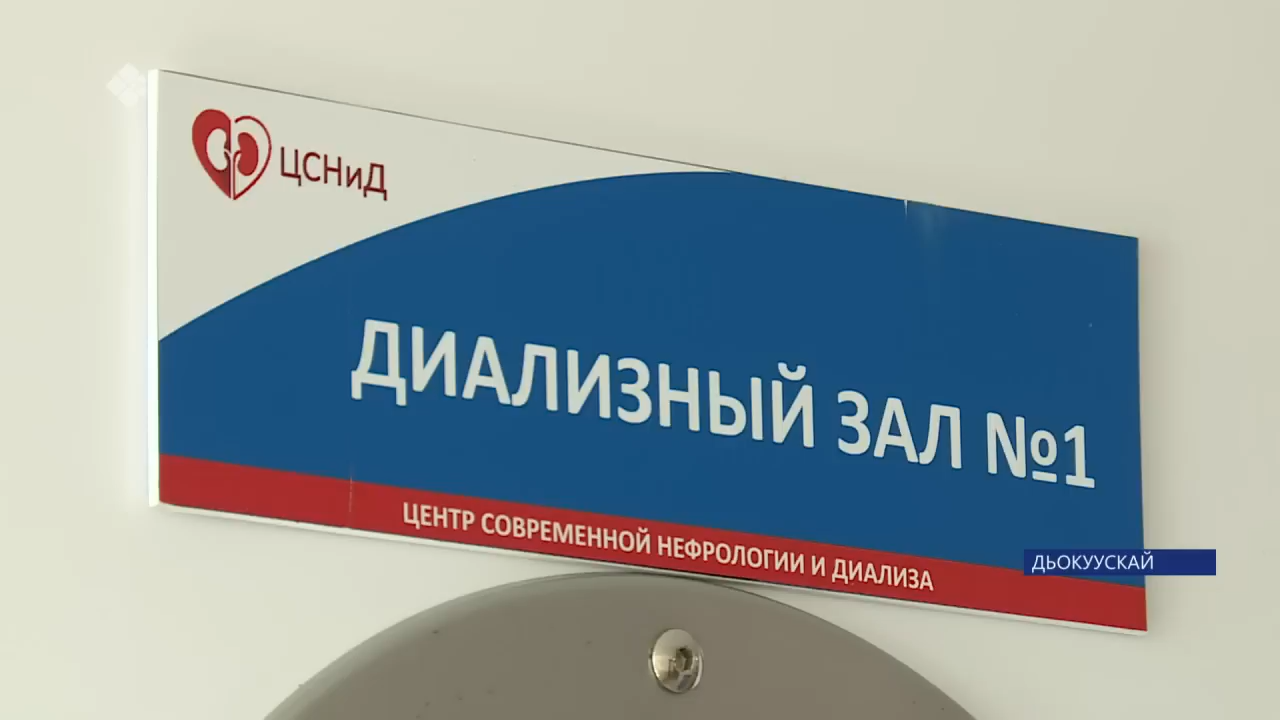 ЦСНиД
ДИАЛИЗНЫЙ ЗАЛ №1
ЦЕНТР СОВРЕМЕННОЙ НЕФРОЛОГИИ И ДИАЛИЗА
ДЬОКУУСКАЙ